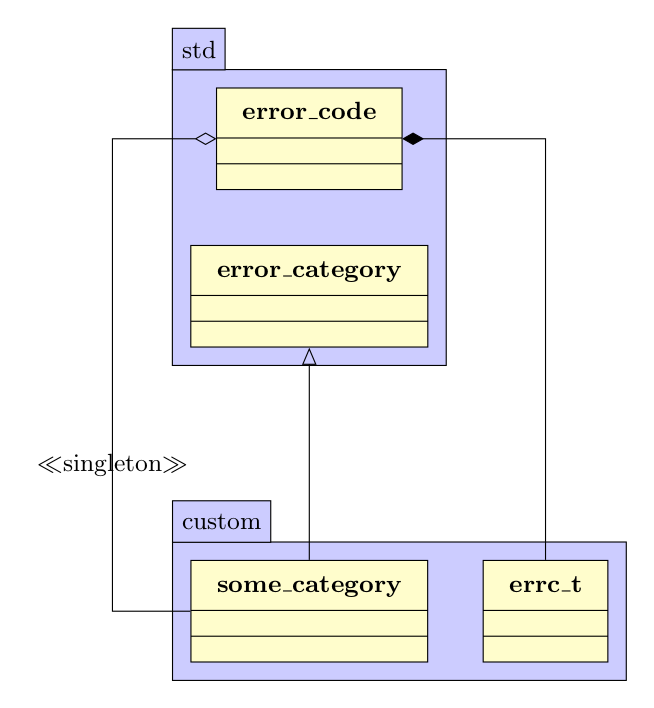 std
error_code
error_category
≪singleton≫
custom
some_category
errc_t